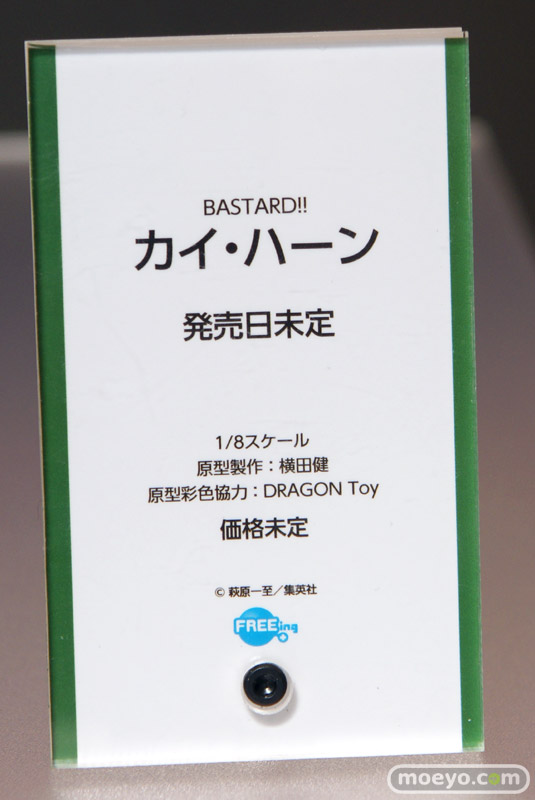 BASTARD!!
カイ・ハーン
発売日未定
1/8スケール
原型製作：横田健
原型彩色協力：DRAGON Toy
価格未定
© 萩原一至／集英社
FREEing
moeyo.com